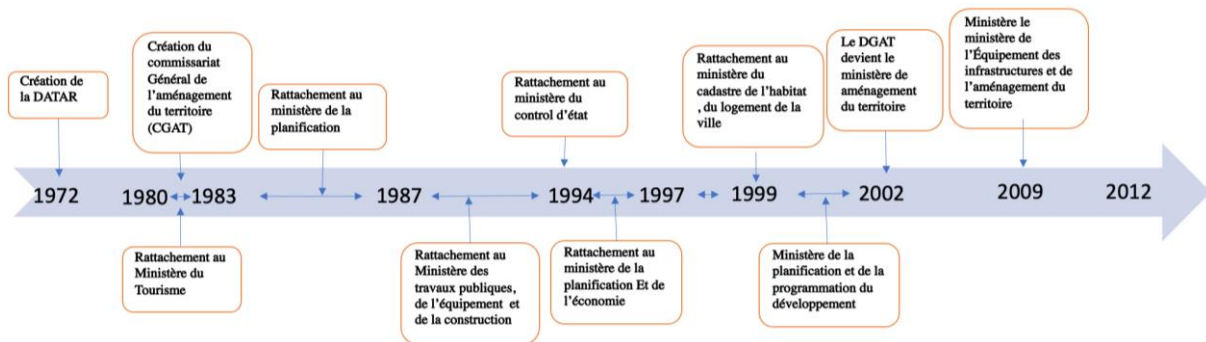 Création de
la DATAR
Création du
commissariat
Général de
l’aménagement
du territoire
(CGAT)
Rattachement au
ministère de la
planification
Rattachement au
ministère du
control d’état
Rattachement au
ministère du
cadastre de l’habitat
, du logement de la
ville
Le DGAT
devient le
ministère de
aménagement
du territoire
Ministère le
ministère de
l’Équipement des
infrastructures et de
l’aménagement du
territoire
1972
1980
1983
1987
1994
1997
1999
2002
2009
2012
Rattachement au
Ministère du
Tourisme
Rattachement au
Ministère des
travaux publiques,
de l’équipement et
de la construction
Rattachement au
ministère de la
planification Et de
l’économie
Ministère de la
planification et de la
programmation du
développement